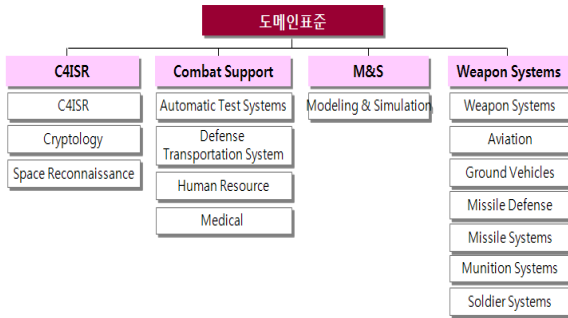 도메인표준
C4ISR
C4ISR
Cryptology
Space Reconnaissance
Combat Support
Automatic Test Systems
Defense
Transportation System
Human Resource
Medical
M&S
Modeling & Simulation
Weapon Systems
Weapon Systems
Aviation
Ground Vehicles
Missile Defense
Missile Systems
Munition Systems
Soldier Systems